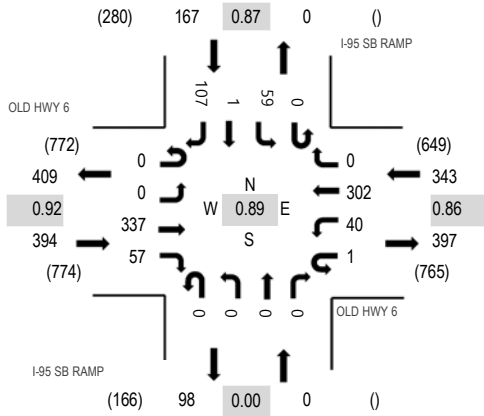 (280) 167 0.87 0 ()
I-95 SB RAMP
107 1 59 0
OLD HWY 6
(772) 0 0 (649)
409 0 N 302 343
0.92 W 0.89 E 0.86
394 337 S 40 397
(774) 57 1 (765)
0 0 0 0
OLD HWY 6
I-95 SB RAMP
(166) 98 0.00 0 ()